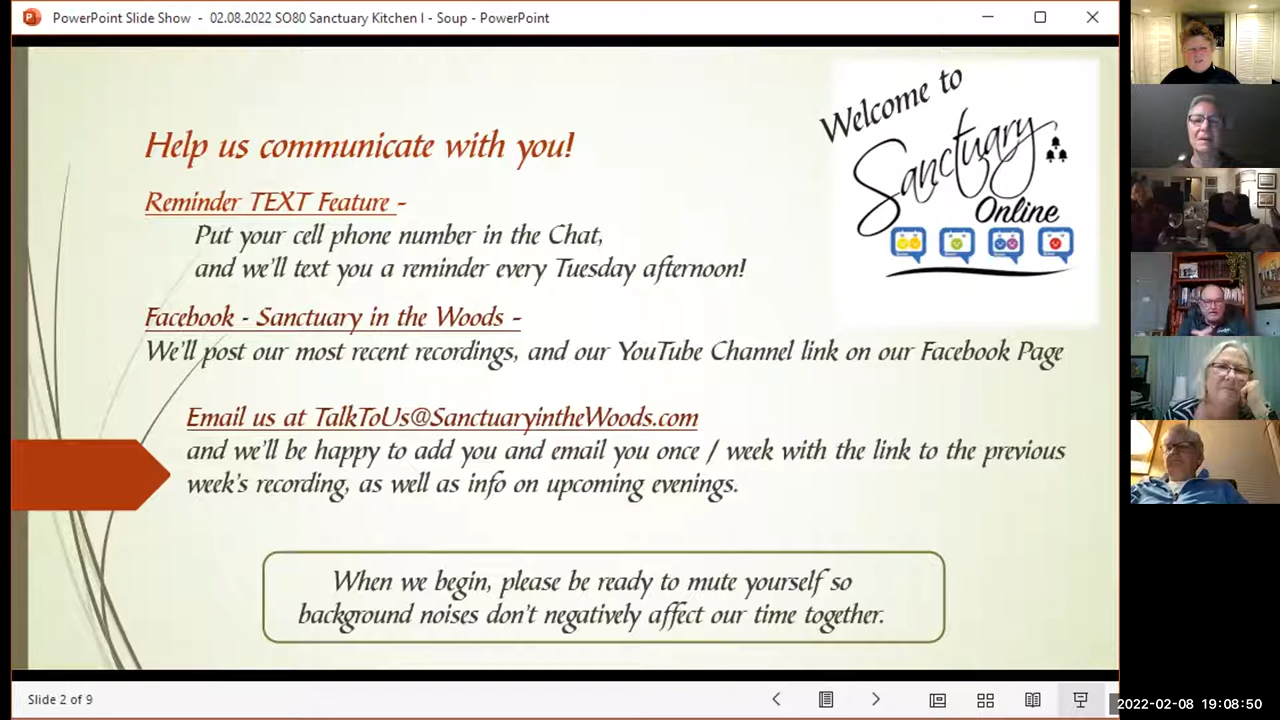 PowerPoint Slide Show - 02.08.2022 SO80 Sanctuary Kitchen I - Soup - PowerPoint
Welcome to
Sanctuary
Online
Help us communicate with you!
Reminder TEXT Feature -
Put your cell phone number in the Chat,
and we'll text you a reminder every Tuesday afternoon!
Facebook - Sanctuary in the Woods -
We'll post our most recent recordings, and our YouTube Channel link on our Facebook Page
Email us at TalkToUs@SanctuaryintheWoods.com
and we'll be happy to add you and email you once / week with the link to the previous
week's recording, as well as info on upcoming evenings.
When we begin, please be ready to mute yourself so
background noises don't negatively affect our time together.
Slide 2 of 9
2022-02-08 19:08:50